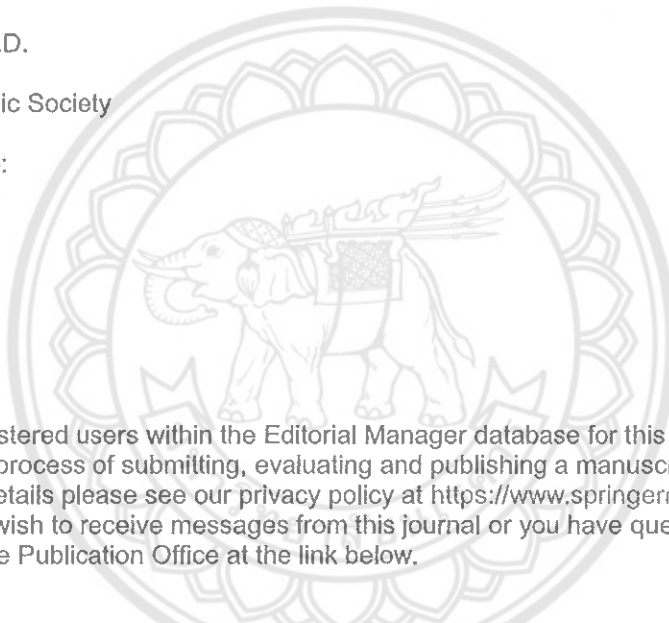 .D.
ic Society
:
stered users within the Editorial Manager database for this
process of submitting, evaluating and publishing a manuscr
etails please see our privacy policy at https://www.springern
wish to receive messages from this journal or you have que
e Publication Office at the link below.